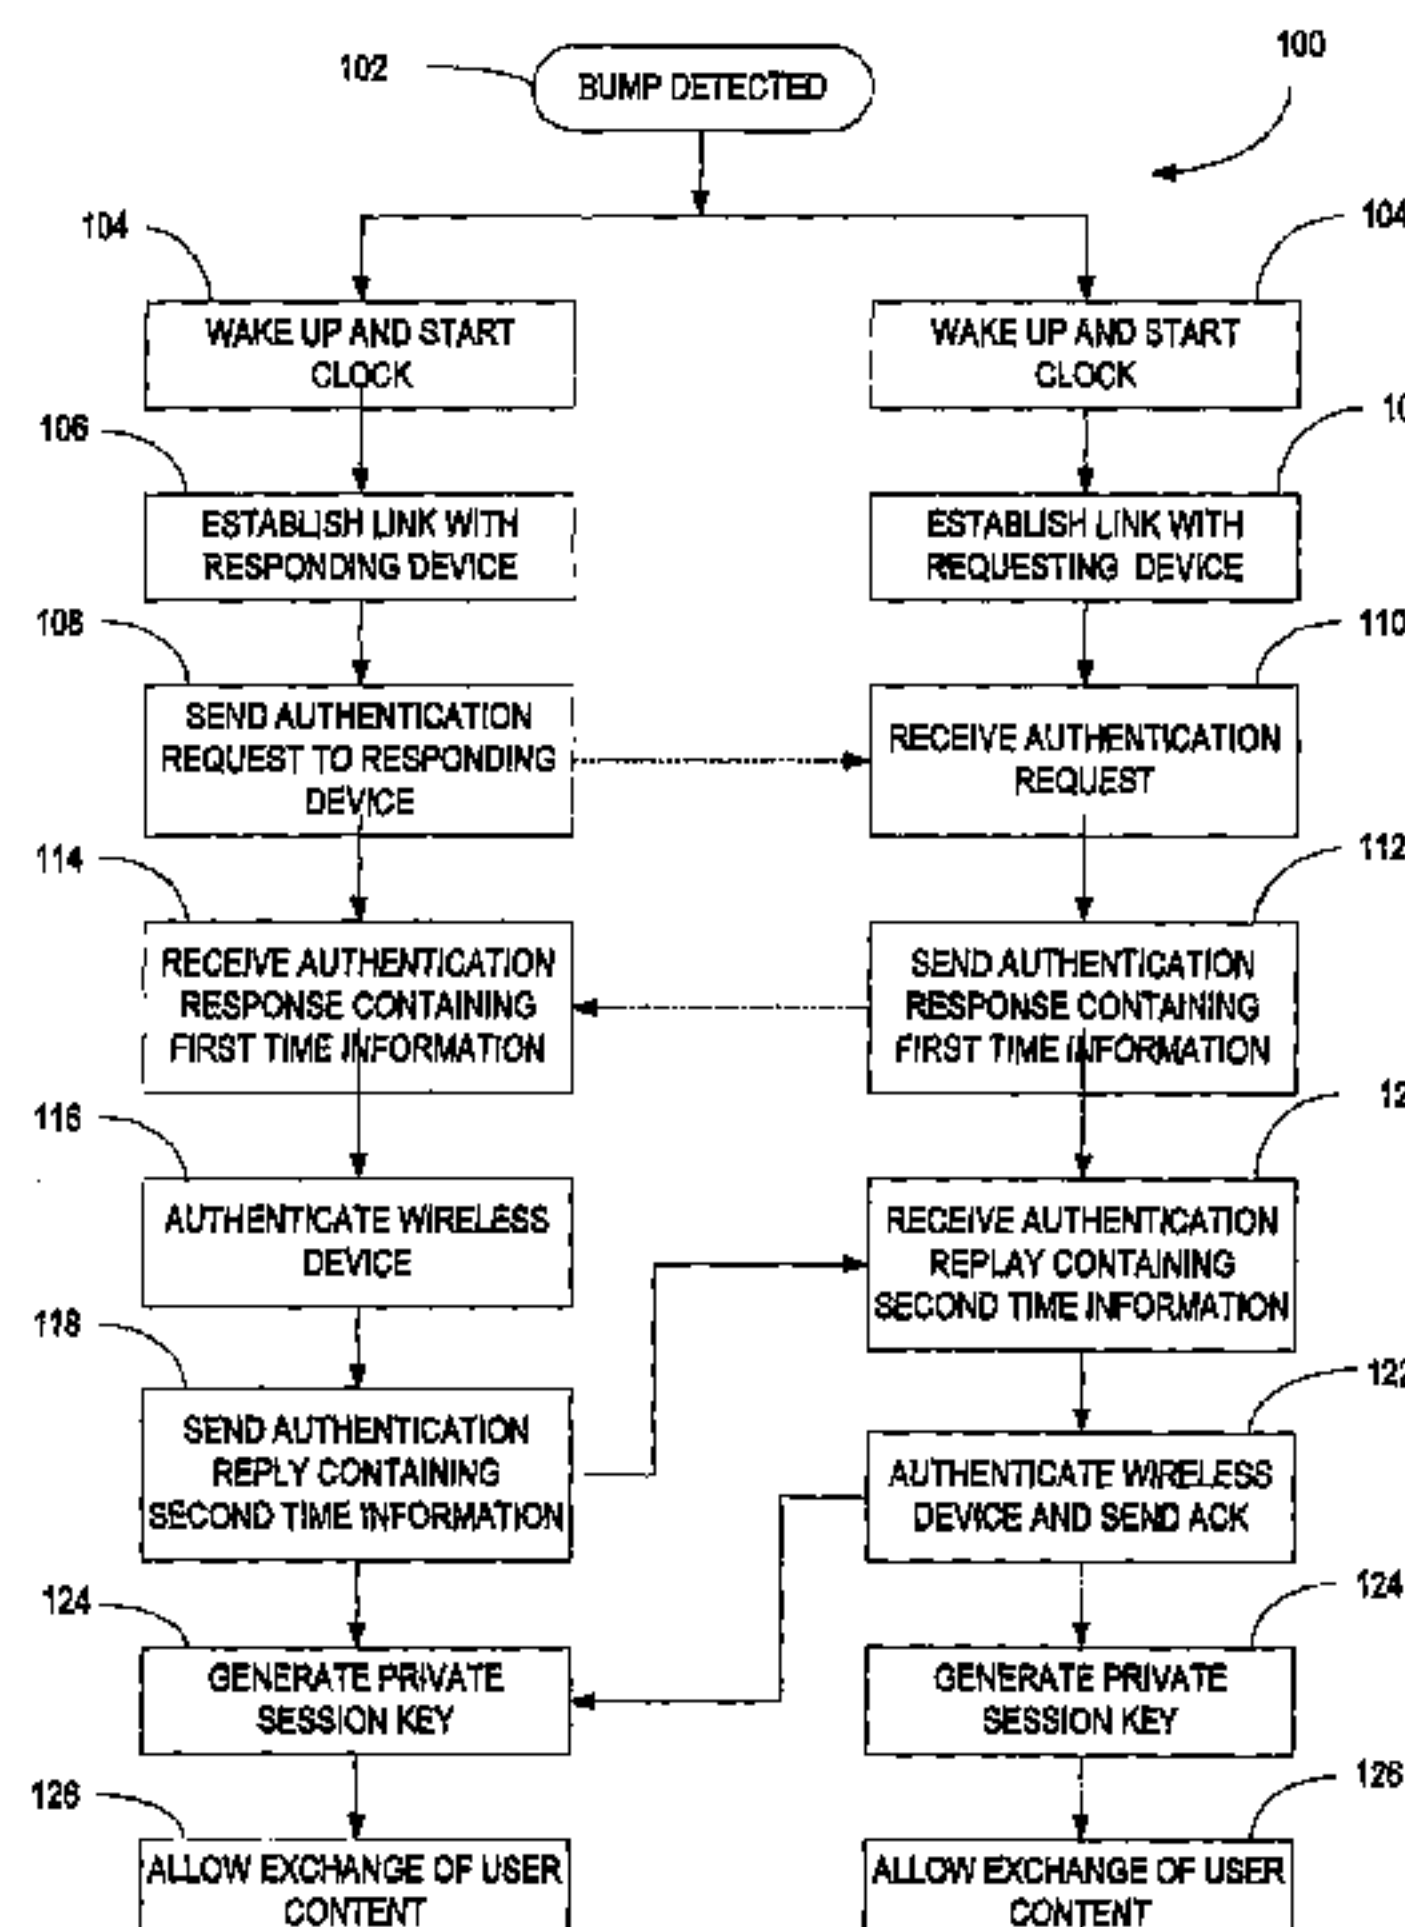 100
102
BUMP DETECTED
104
104
WAKE UP AND START
CLOCK
WAKE UP AND START
CLOCK
106
10
ESTABLISH LINK WITH
RESPONDING DEVICE
ESTABLISH LINK WITH
REQUESTING DEVICE
108
110
SEND AUTHENTICATION
REQUEST TO RESPONDING
DEVICE
RECEIVE AUTHENTICATION
REQUEST
114
112
RECEIVE AUTHENTICATION
RESPONSE CONTAINING
FIRST TIME INFORMATION
SEND AUTHENTICATION
RESPONSE CONTAINING
FIRST TIME INFORMATION
116
12
AUTHENTICATE WIRELESS
DEVICE
RECEIVE AUTHENTICATION
REPLAY CONTAINING
SECOND TIME INFORMATION
118
122
SEND AUTHENTICATION
REPLY CONTAINING
SECOND TIME INFORMATION
AUTHENTICATE WIRELESS
DEVICE AND SEND ACK
124
124
GENERATE PRIVATE
SESSION KEY
GENERATE PRIVATE
SESSION KEY
126
126
ALLOW EXCHANGE OF USER
CONTENT
ALLOW EXCHANGE OF USER
CONTENT